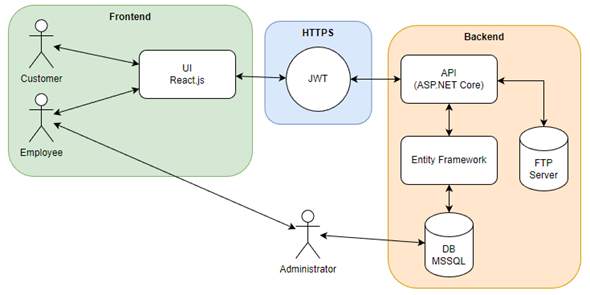 Frontend
HTTPS
Backend
Customer
UI
React.js
JWT
API
(ASP.NET Core)
Employee
Entity Framework
FTP
Server
Administrator
DB
MSSQL